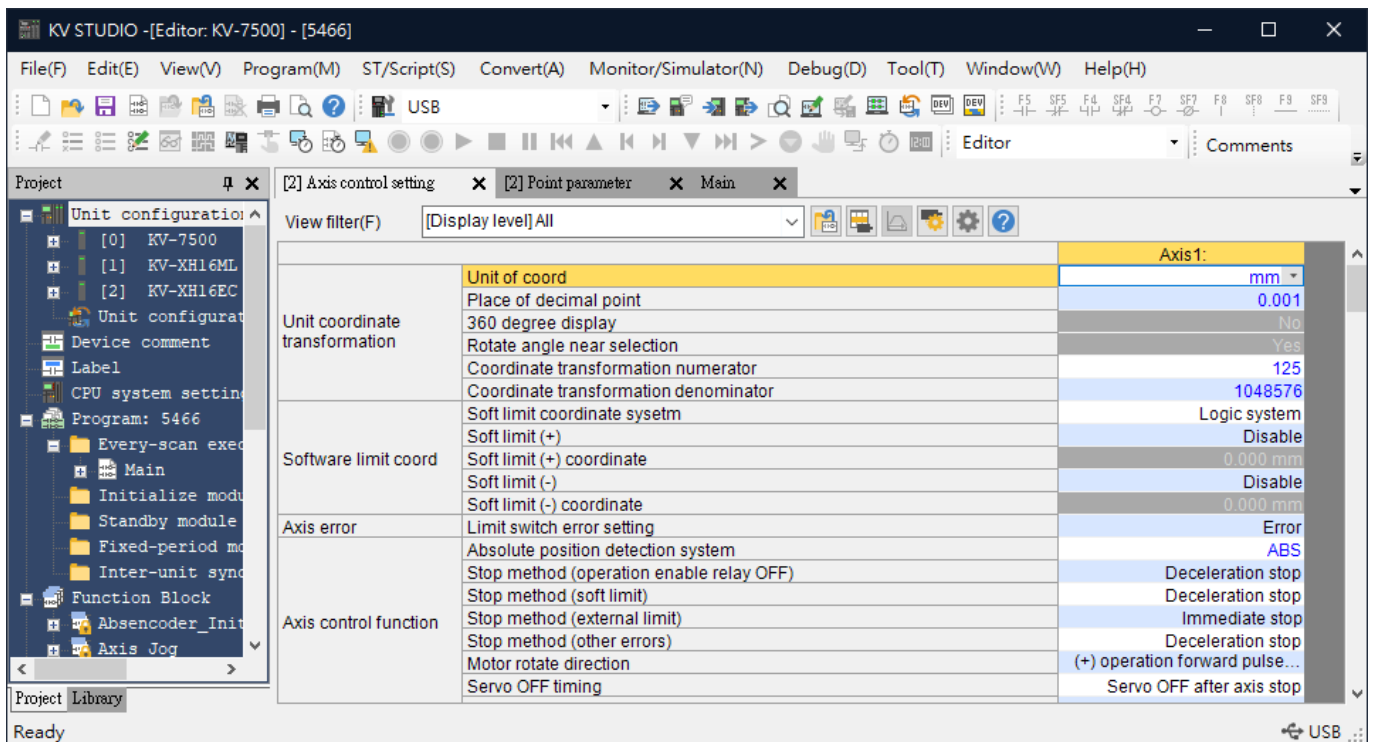 KV STUDIO -[Editor: KV-7500] - [5466]
File(F) Edit(E) View(V) Program(M) ST/Script(S) Convert(A) Monitor/Simulator(N) Debug(D) Tool(T) Window(W) Help(H)
USB DEV DEV F5 SF5 F4 SF4 F7 SF7 F8 SF8 F9 SF9
Editor Comments
Project [2] Axis control setting [2] Point parameter Main
View filter(F) [Display level] All
Unit configuration
[0] KV-7500
[1] KV-XH16ML
[2] KV-XH16EC
Unit configurat
Device comment
Label
CPU system settin
Program: 5466
Every-scan exec
Main
Initialize modu
Standby module
Fixed-period mo
Inter-unit sync
Function Block
Absencoder_Init
Axis Jog
Project Library
Axis1:
Unit coordinate transformation
Unit of coord mm
Place of decimal point 0.001
360 degree display No
Rotate angle near selection Yes
Coordinate transformation numerator 125
Coordinate transformation denominator 1048576
Software limit coord
Soft limit coordinate sysetm Logic system
Soft limit (+) Disable
Soft limit (+) coordinate 0.000 mm
Soft limit (-) Disable
Soft limit (-) coordinate 0.000 mm
Axis error Limit switch error setting Error
Axis control function
Absolute position detection system ABS
Stop method (operation enable relay OFF) Deceleration stop
Stop method (soft limit) Deceleration stop
Stop method (external limit) Immediate stop
Stop method (other errors) Deceleration stop
Motor rotate direction (+) operation forward pulse...
Servo OFF timing Servo OFF after axis stop
Ready USB